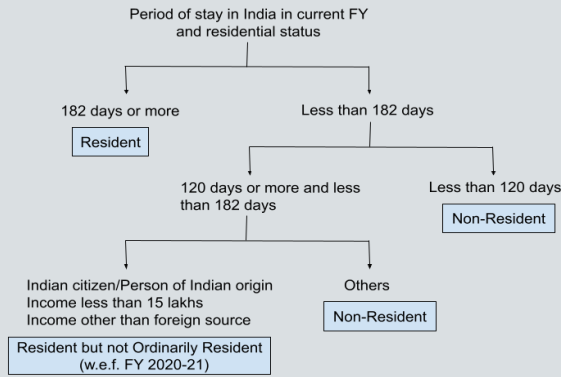 Period of stay in India in current FY
and residential status
182 days or more
Resident
Less than 182 days
120 days or more and less
than 182 days
Less than 120 days
Non-Resident
Indian citizen/Person of Indian origin
Income less than 15 lakhs
Income other than foreign source
Resident but not Ordinarily Resident
(w.e.f. FY 2020-21)
Others
Non-Resident